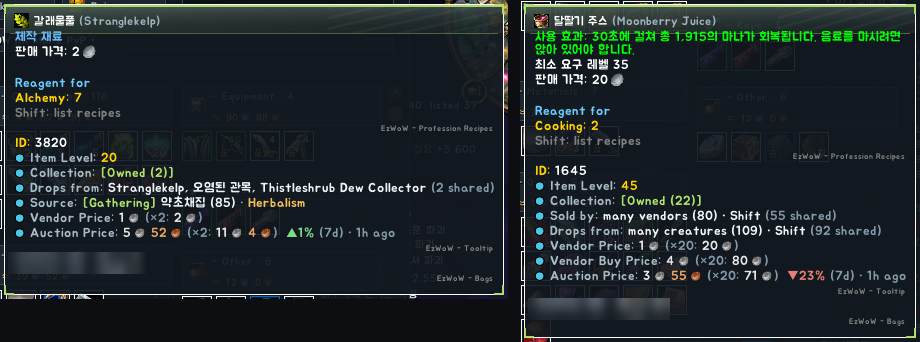 갈래물풀 (Stranglekelp)
제작 재료
판매 가격: 2
Reagent for
Alchemy: 7
Shift: list recipes
EzWoW - Profession Recipes
ID: 3820
Item Level: 20
Collection: [Owned (2)]
Drops from: Stranglekelp, 오염된 관목, Thistleshrub Dew Collector (2 shared)
Source: [Gathering] 약초채집 (85) · Herbalism
Vendor Price: 1 (×2: 2)
Auction Price: 5 52 (×2: 11 4) ▲1% (7d) · 1h ago
EzWoW - Tooltip
EzWoW - Bags
달딸기 주스 (Moonberry Juice)
사용 효과: 30초에 걸쳐 총 1,915의 마나가 회복됩니다. 음료를 마시려면
앉아 있어야 합니다.
최소 요구 레벨 35
판매 가격: 20
Reagent for
Cooking: 2
Shift: list recipes
EzWoW - Profession Recipes
ID: 1645
Item Level: 45
Collection: [Owned (22)]
Sold by: many vendors (80) · Shift (55 shared)
Drops from: many creatures (109) · Shift (92 shared)
Vendor Price: 1 (×20: 20)
Vendor Buy Price: 4 (×20: 80)
Auction Price: 3 55 (×20: 71) ▼23% (7d) · 1h ago
EzWoW - Tooltip
EzWoW - Bags